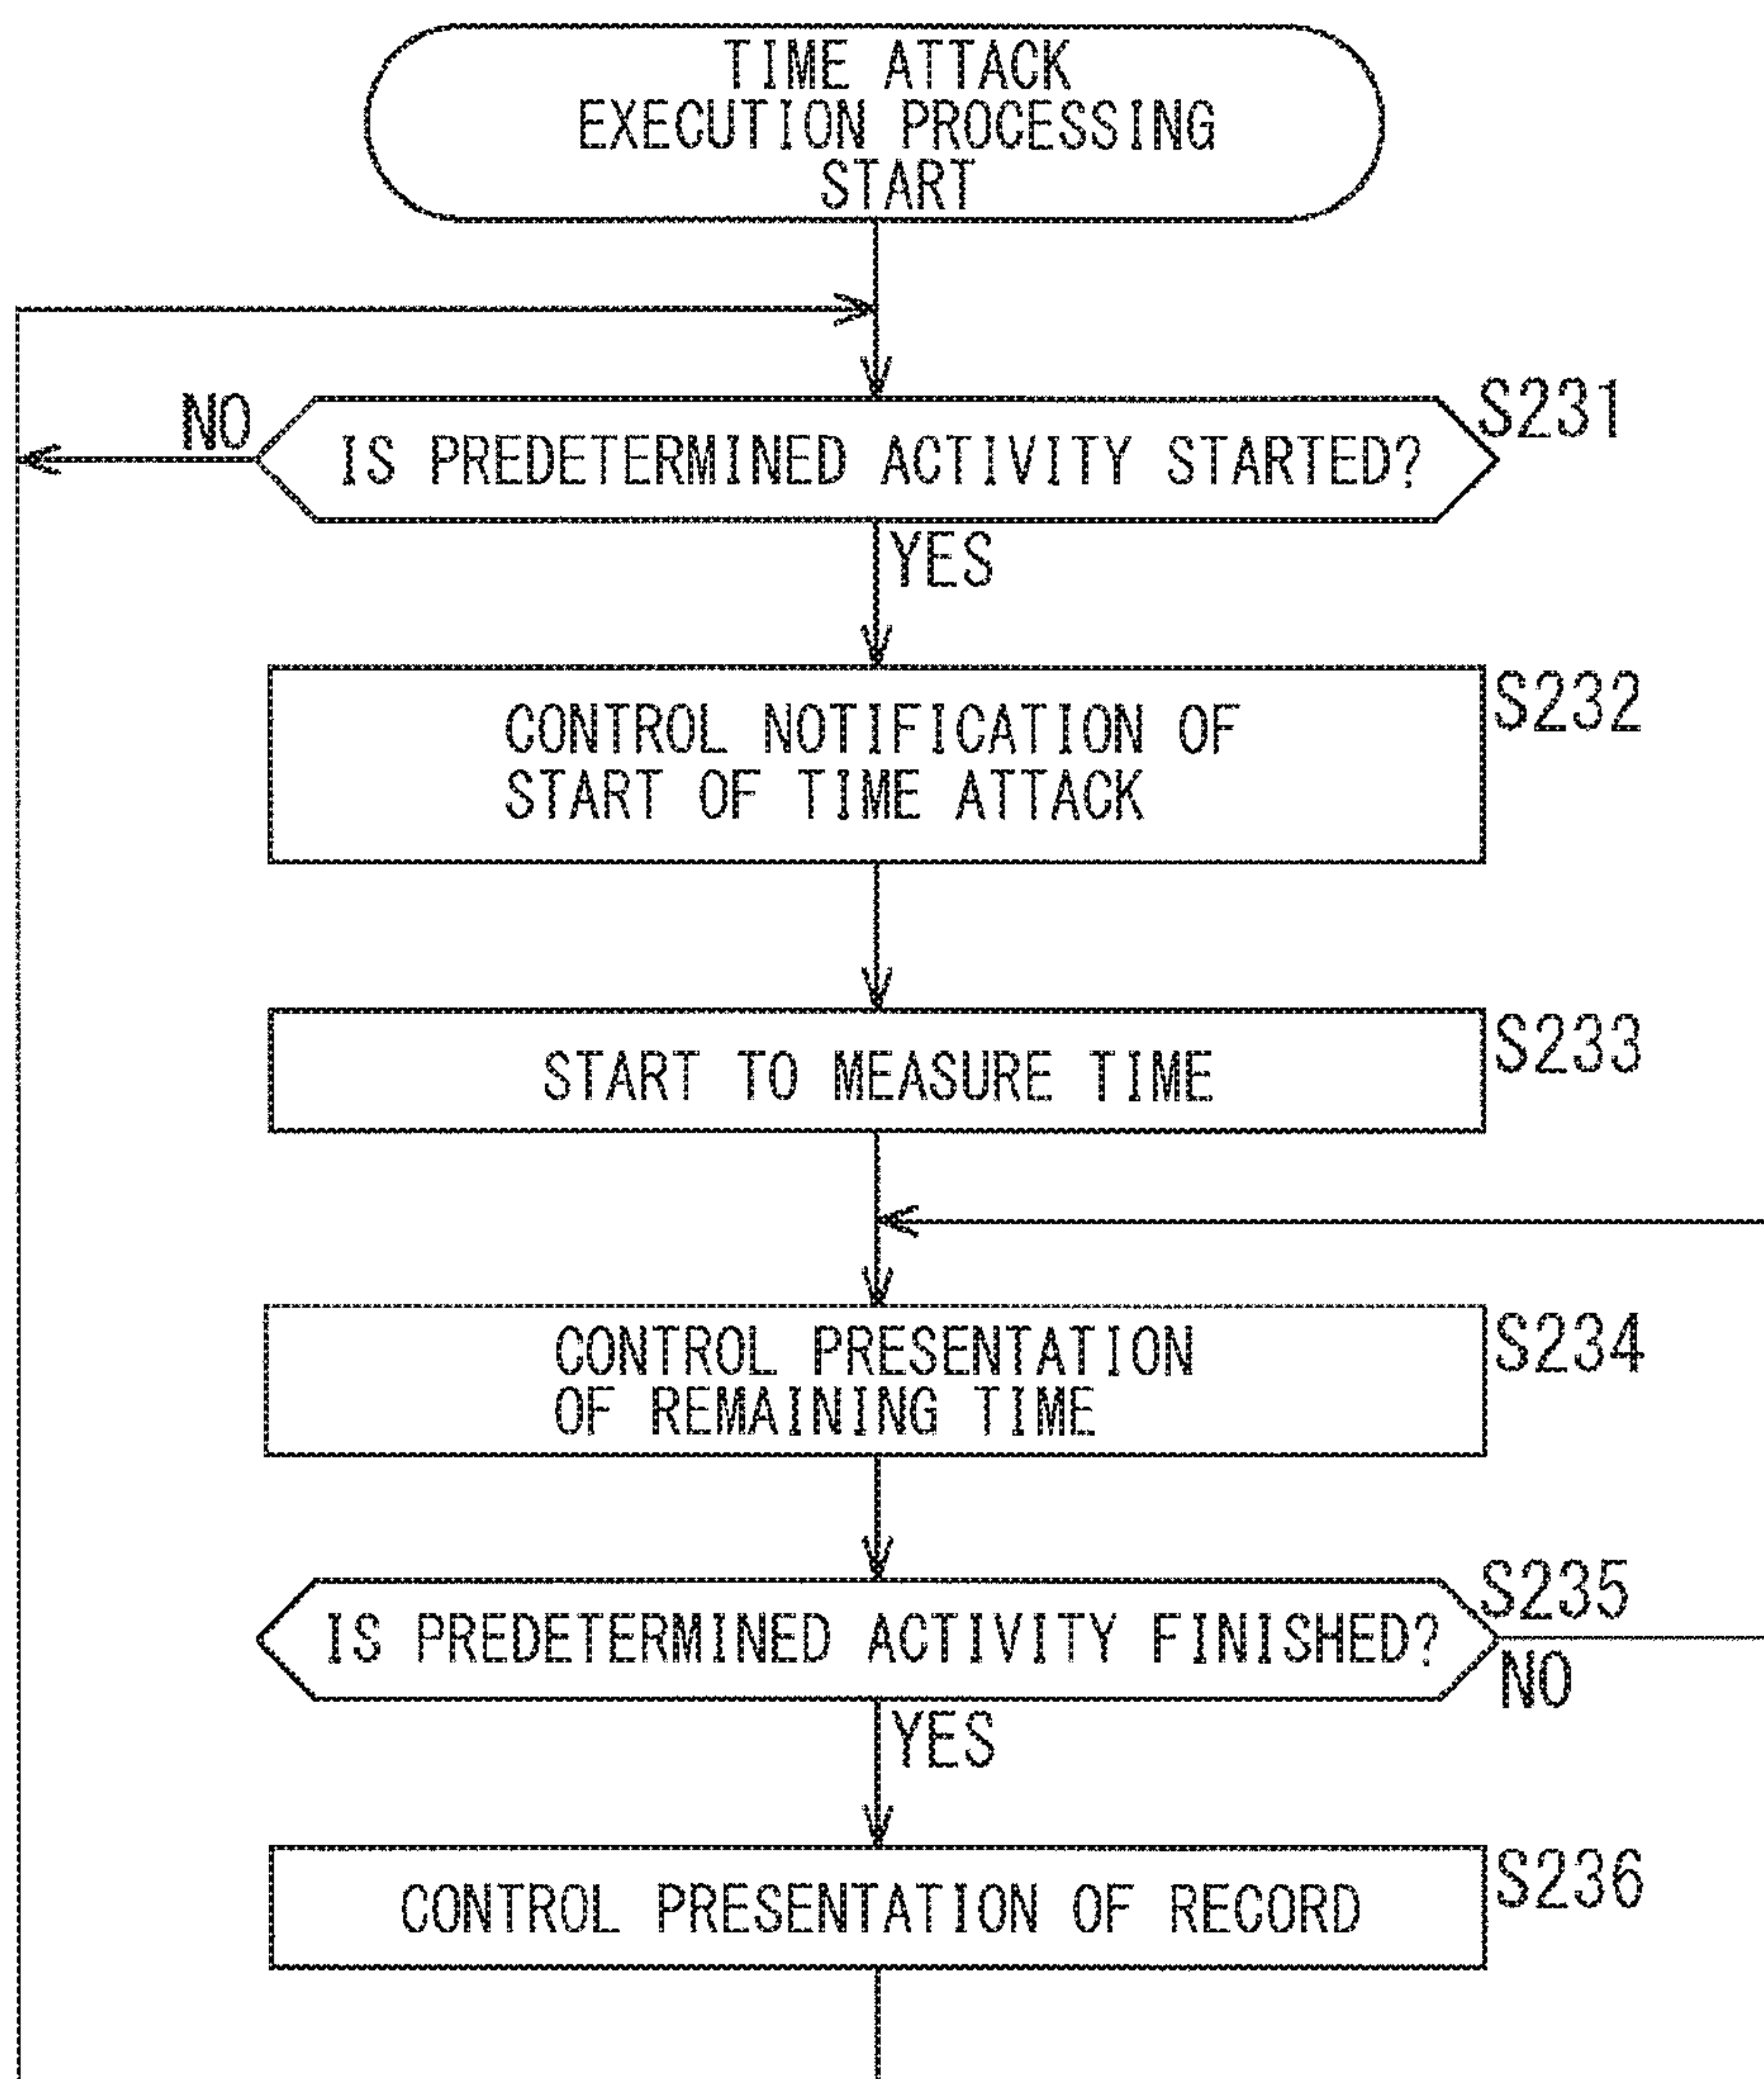 TIME ATTACK
EXECUTION PROCESSING
START
NO
IS PREDETERMINED ACTIVITY STARTED?
S231
YES
CONTROL NOTIFICATION OF
START OF TIME ATTACK
S232
START TO MEASURE TIME
S233
CONTROL PRESENTATION
OF REMAINING TIME
S234
IS PREDETERMINED ACTIVITY FINISHED?
S235
NO
YES
CONTROL PRESENTATION OF RECORD
S236